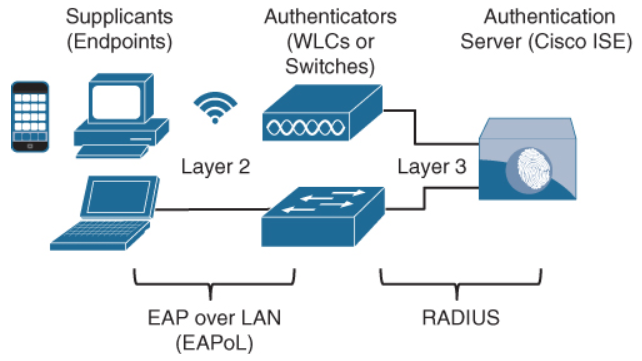 Supplicants
(Endpoints)
Authenticators
(WLCs or
Switches)
Authentication
Server (Cisco ISE)
Layer 2
Layer 3
EAP over LAN
(EAPoL)
RADIUS